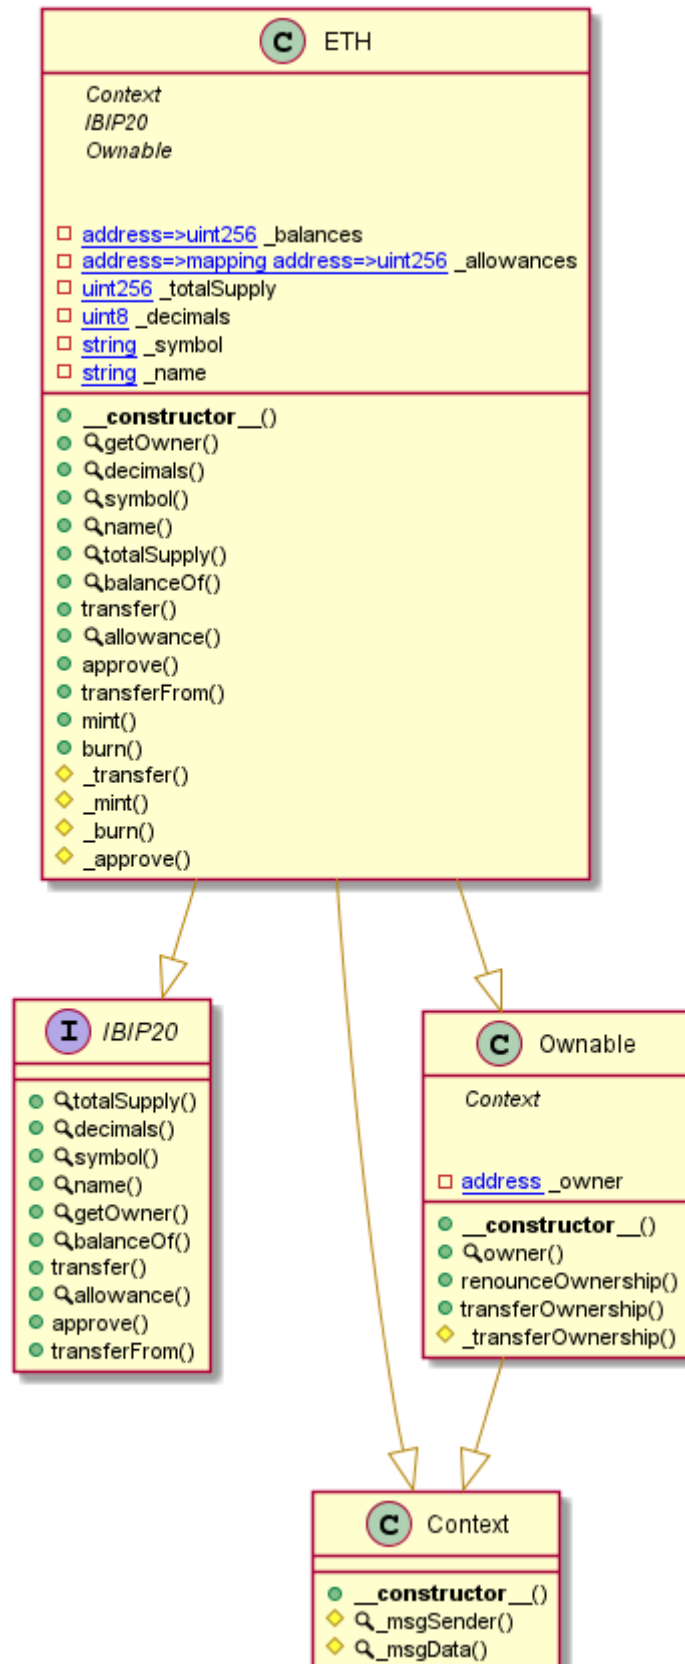 C ETH
Context
IBIP20
Ownable
address=>uint256 _balances
address=>mapping address=>uint256 _allowances
uint256 _totalSupply
uint8 _decimals
string _symbol
string _name
__constructor__()
getOwner()
decimals()
symbol()
name()
totalSupply()
balanceOf()
transfer()
allowance()
approve()
transferFrom()
mint()
burn()
_transfer()
_mint()
_burn()
_approve()
I IBIP20
totalSupply()
decimals()
symbol()
name()
getOwner()
balanceOf()
transfer()
allowance()
approve()
transferFrom()
C Ownable
Context
address _owner
__constructor__()
owner()
renounceOwnership()
transferOwnership()
_transferOwnership()
C Context
__constructor__()
_msgSender()
_msgData()